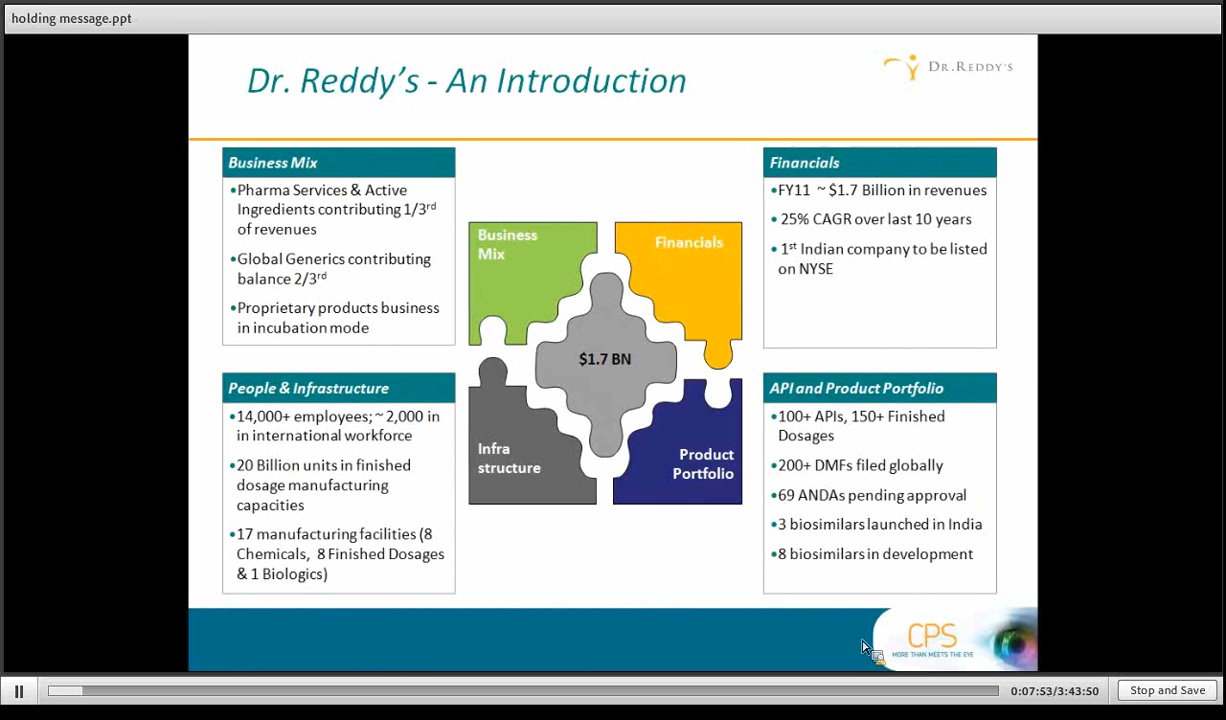 holding message.ppt
Dr. Reddy's - An Introduction
DR.REDDY'S
Business Mix
•Pharma Services & Active
Ingredients contributing 1/3rd
of revenues
•Global Generics contributing
balance 2/3rd
•Proprietary products business
in incubation mode
Financials
•FY11 ~ $1.7 Billion in revenues
• 25% CAGR over last 10 years
• 1st Indian company to be listed
on NYSE
Business
Mix
Financials
$1.7 BN
Infra
structure
Product
Portfolio
People & Infrastructure
•14,000+ employees; ~ 2,000 in
in international workforce
•20 Billion units in finished
dosage manufacturing
capacities
•17 manufacturing facilities (8
Chemicals, 8 Finished Dosages
& 1 Biologics)
API and Product Portfolio
•100+ APIs, 150+ Finished
Dosages
•200+ DMFs filed globally
•69 ANDAs pending approval
•3 biosimilars launched in India
•8 biosimilars in development
CPS
MORE THAN MEETS THE EYE
0:07:53/3:43:50
Stop and Save